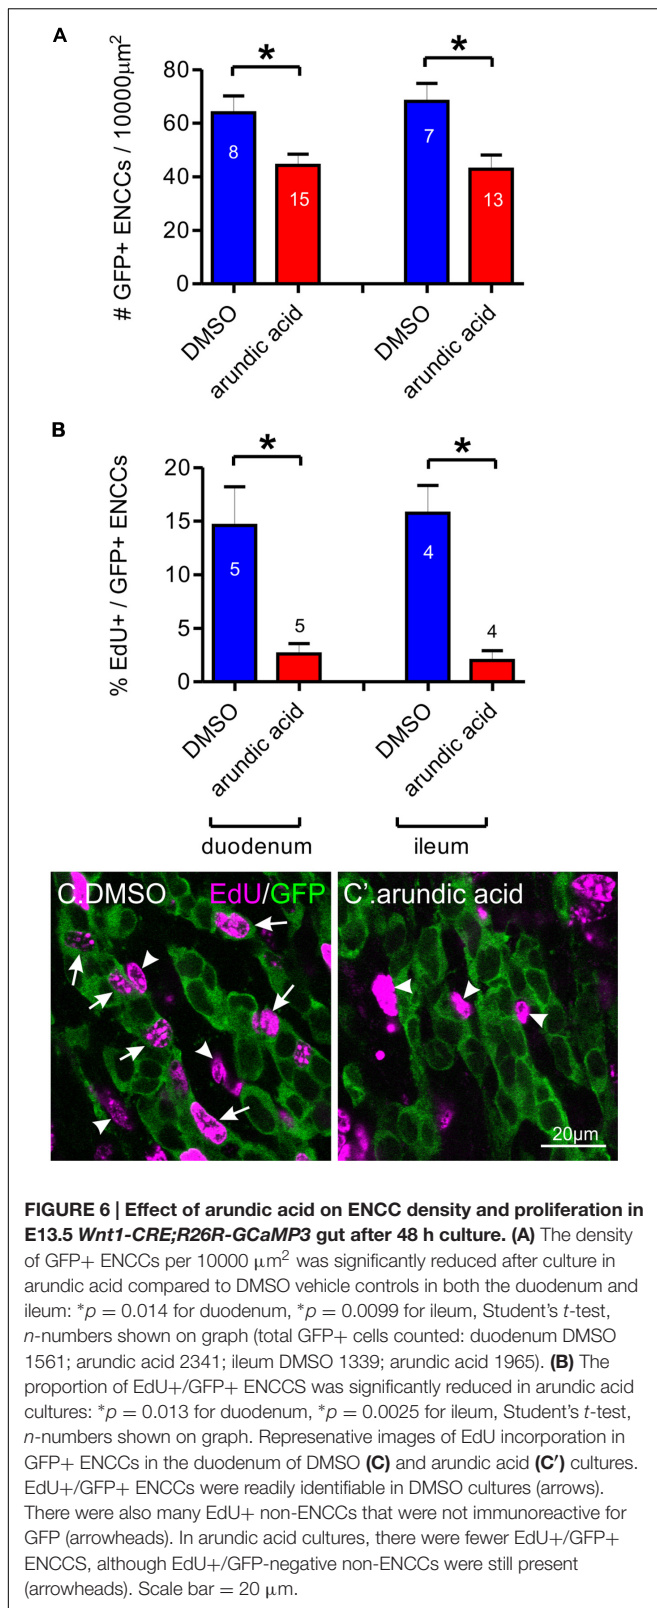 A
* *
# GFP+ ENCCs / 10000μm²
80
60
40
20
0
8
15
7
13
DMSO
arundic acid
DMSO
arundic acid
B
* *
% EdU+ / GFP+ ENCCs
20
15
10
5
0
5
5
4
4
DMSO
arundic acid
DMSO
arundic acid
duodenum ileum
C.DMSO EdU/GFP
C'.arundic acid
20μm
FIGURE 6 | Effect of arundic acid on ENCC density and proliferation in
E13.5 Wnt1-CRE;R26R-GCaMP3 gut after 48 h culture. (A) The density
of GFP+ ENCCs per 10000 μm² was significantly reduced after culture in
arundic acid compared to DMSO vehicle controls in both the duodenum and
ileum: *p = 0.014 for duodenum, *p = 0.0099 for ileum, Student's t-test,
n-numbers shown on graph (total GFP+ cells counted: duodenum DMSO
1561; arundic acid 2341; ileum DMSO 1339; arundic acid 1965). (B) The
proportion of EdU+/GFP+ ENCCS was significantly reduced in arundic acid
cultures: *p = 0.013 for duodenum, *p = 0.0025 for ileum, Student's t-test,
n-numbers shown on graph. Represenative images of EdU incorporation in
GFP+ ENCCs in the duodenum of DMSO (C) and arundic acid (C′) cultures.
EdU+/GFP+ ENCCs were readily identifiable in DMSO cultures (arrows).
There were also many EdU+ non-ENCCs that were not immunoreactive for
GFP (arrowheads). In arundic acid cultures, there were fewer EdU+/GFP+
ENCCS, although EdU+/GFP-negative non-ENCCs were still present
(arrowheads). Scale bar = 20 μm.